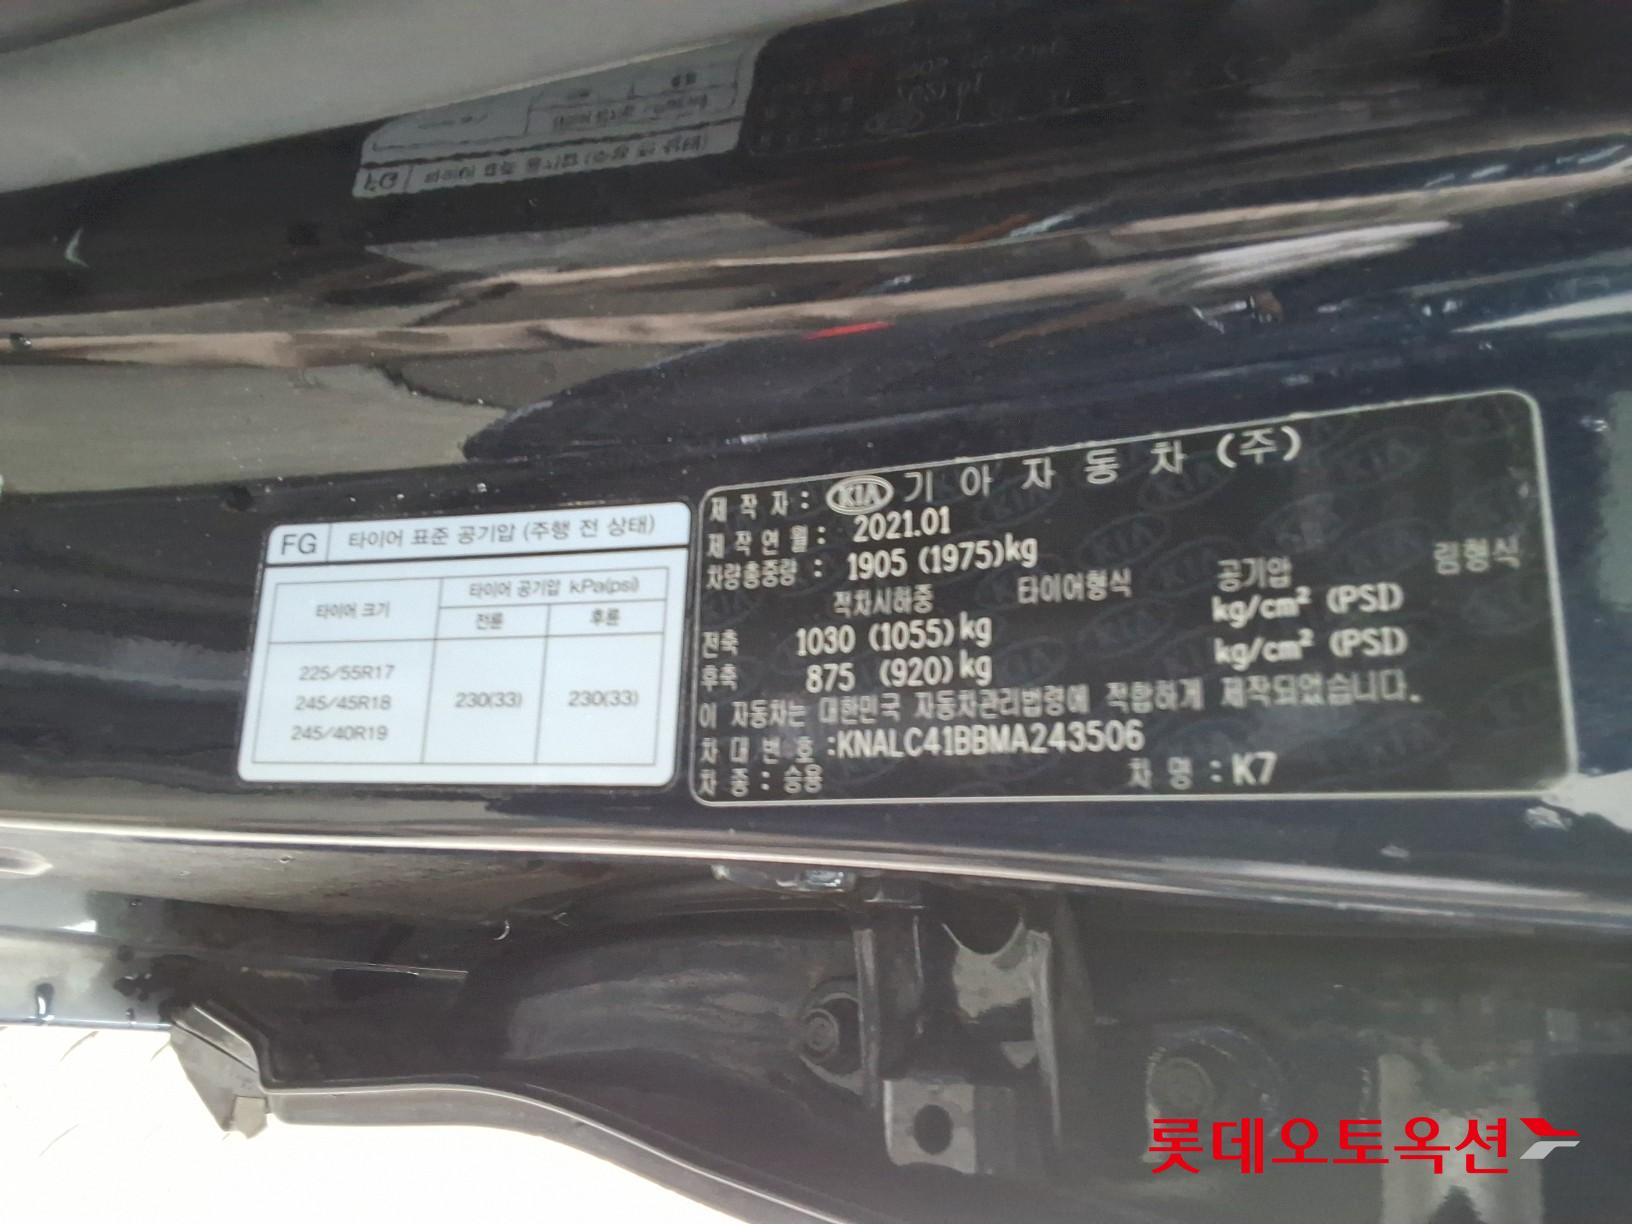 FG 타이어 표준 공기압 (주행 전 상태)
타이어 크기 타이어 공기압 kPa(psi)
전륜 후륜
225/55R17
245/45R18 230(33) 230(33)
245/40R19
제작자 : KIA 기아자동차 (주)
제작연월 : 2021.01
차량총중량 : 1905 (1975)kg
적차시하중 타이어형식 공기압 림형식
전축 1030 (1055)kg kg/cm² (PSI)
후축 875 (920)kg kg/cm² (PSI)
이 자동차는 대한민국 자동차관리법령에 적합하게 제작되었습니다.
차대번호 :KNALC41BBMA243506
차종 : 승용 차명 : K7
롯데오토옥션